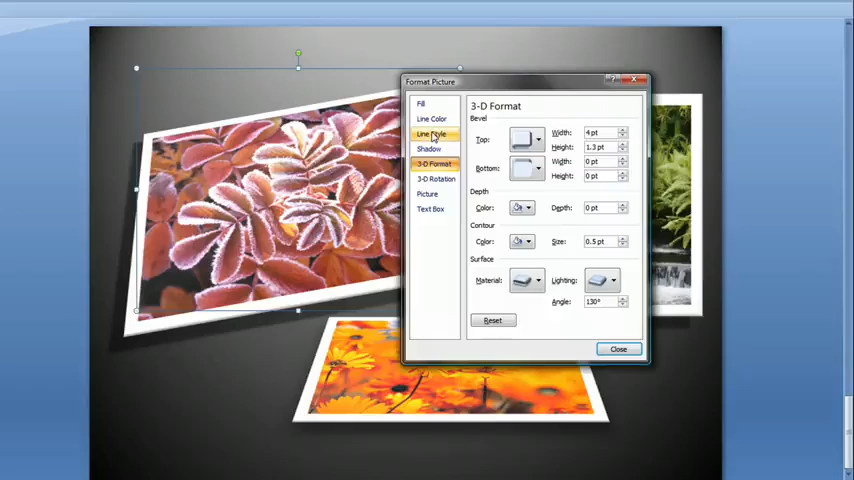 Format Picture
Fill
Line Color
Line Style
Shadow
3-D Format
3-D Rotation
Picture
Text Box
3-D Format
Bevel
Top:
Width: 4 pt
Height: 1.3 pt
Bottom:
Width: 0 pt
Height: 0 pt
Depth
Color:
Depth: 0 pt
Contour
Color:
Size: 0.5 pt
Surface
Material:
Lighting:
Angle: 130°
Reset
Close